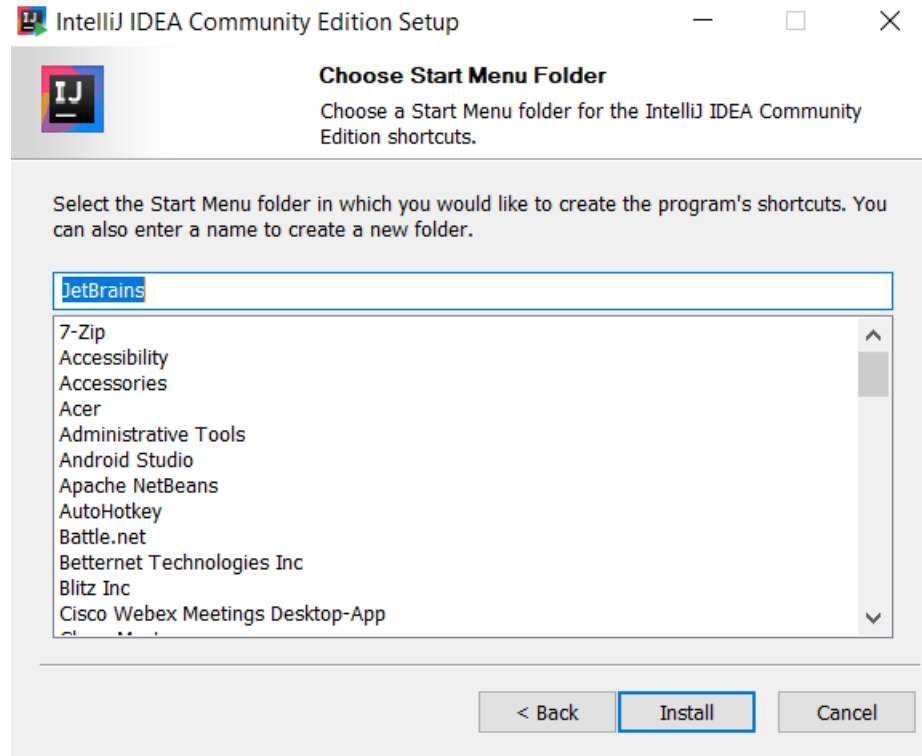 IntelliJ IDEA Community Edition Setup
IJ
Choose Start Menu Folder
Choose a Start Menu folder for the IntelliJ IDEA Community
Edition shortcuts.
Select the Start Menu folder in which you would like to create the program's shortcuts. You
can also enter a name to create a new folder.
JetBrains
7-Zip
Accessibility
Accessories
Acer
Administrative Tools
Android Studio
Apache NetBeans
AutoHotkey
Battle.net
Betternet Technologies Inc
Blitz Inc
Cisco Webex Meetings Desktop-App
< Back Install Cancel